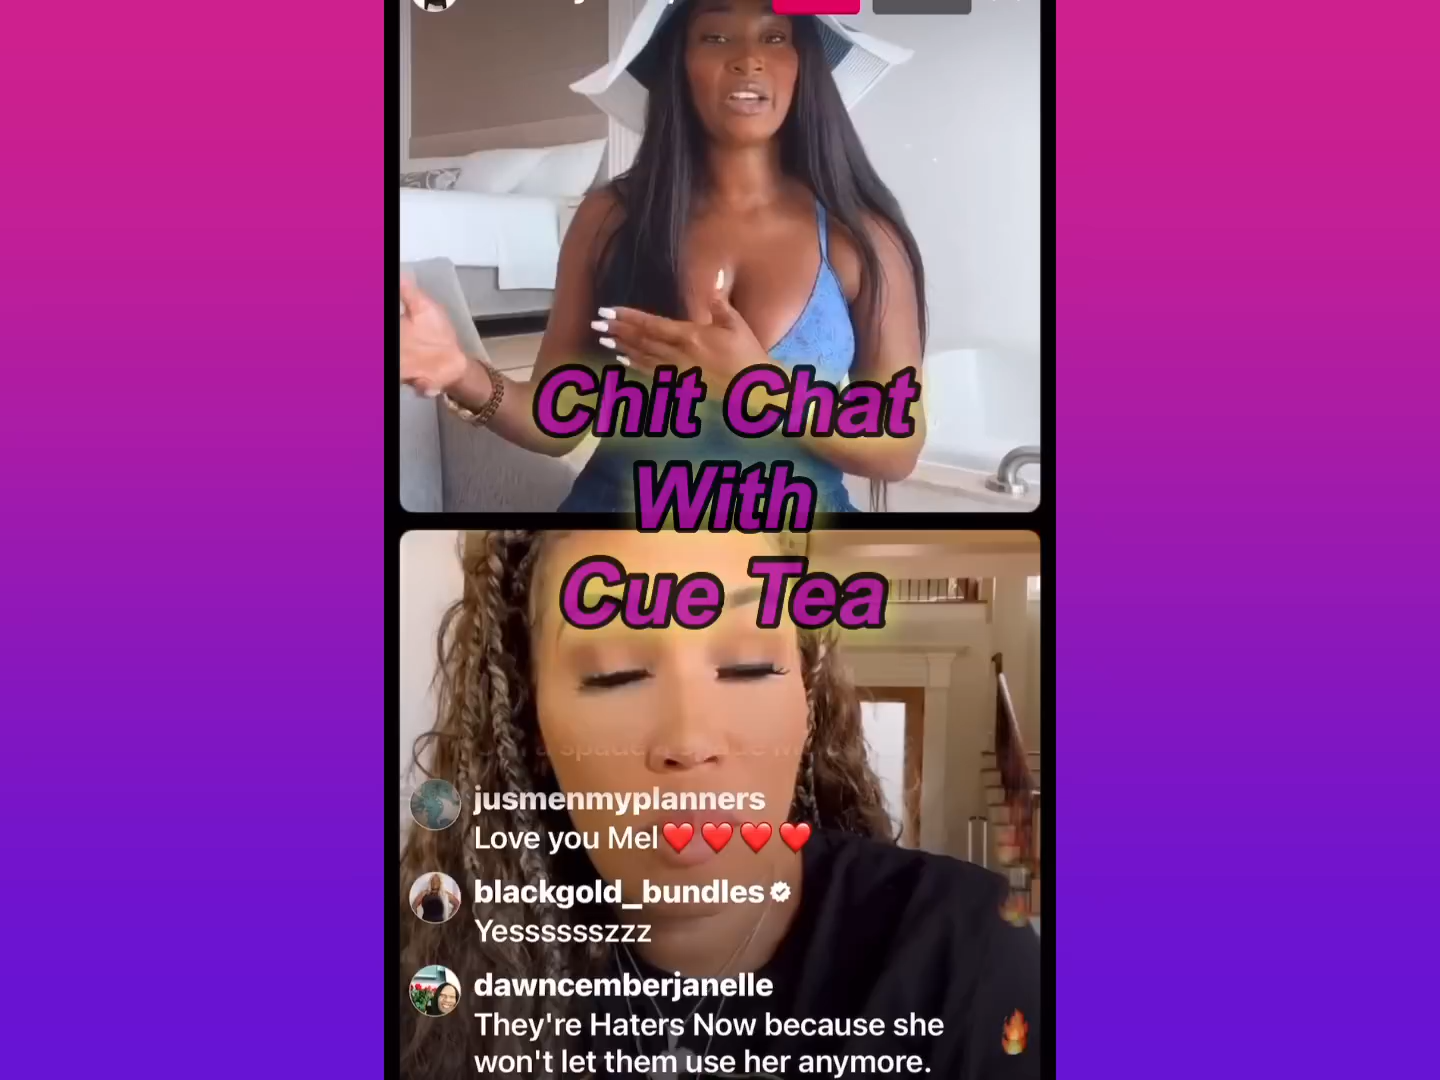 Chit Chat
With
Cue Tea
jusmenmyplanners
Love you Mel❤️❤️❤️❤️
blackgold_bundles
Yesssssszzz
dawncemberjanelle
They're Haters Now because she
won't let them use her anymore.